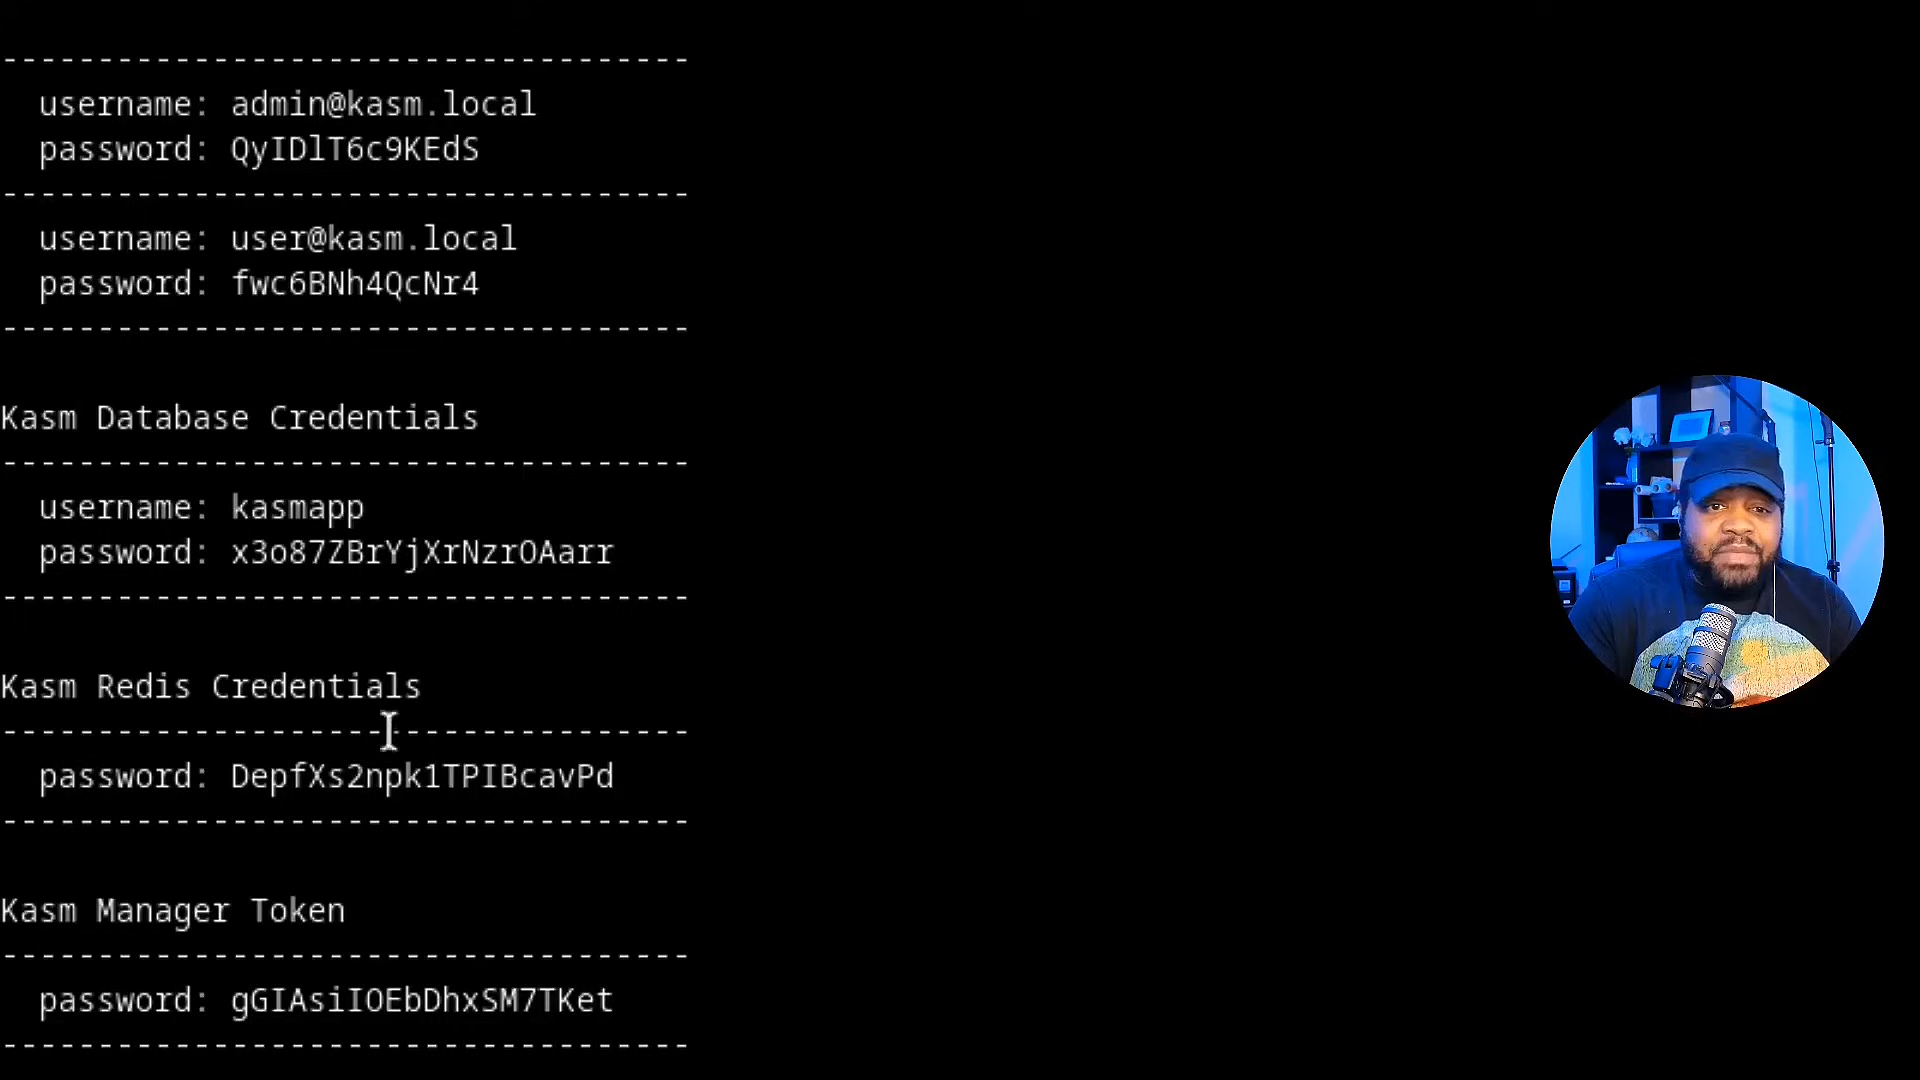 -----------------------------------
username: admin@kasm.local
password: QyIDlT6c9KEdS
-----------------------------------
username: user@kasm.local
password: fwc6BNh4QcNr4
-----------------------------------
Kasm Database Credentials
-----------------------------------
username: kasmapp
password: x3o87ZBrYjXrNzrOAarr
-----------------------------------
Kasm Redis Credentials
-----------------------------------
password: DepfXs2npk1TPIBcavPd
-----------------------------------
Kasm Manager Token
-----------------------------------
password: gGIAsiIOEbDhxSM7TKet
-----------------------------------